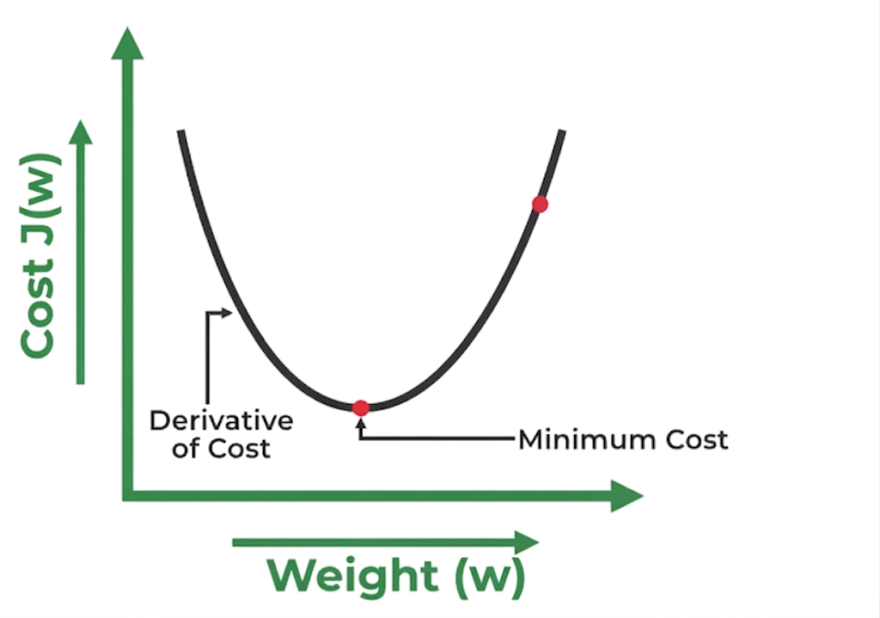 Cost J(w)
Derivative
of Cost
Minimum Cost
Weight (w)